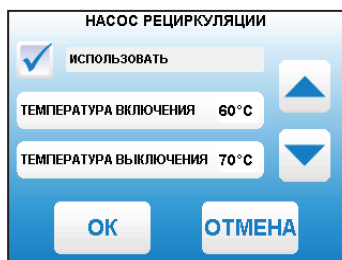 НАСОС РЕЦИРКУЛЯЦИИ
ИСПОЛЬЗОВАТЬ
ТЕМПЕРАТУРА ВКЛЮЧЕНИЯ 60°C
ТЕМПЕРАТУРА ВЫКЛЮЧЕНИЯ 70°C
ОК ОТМЕНА